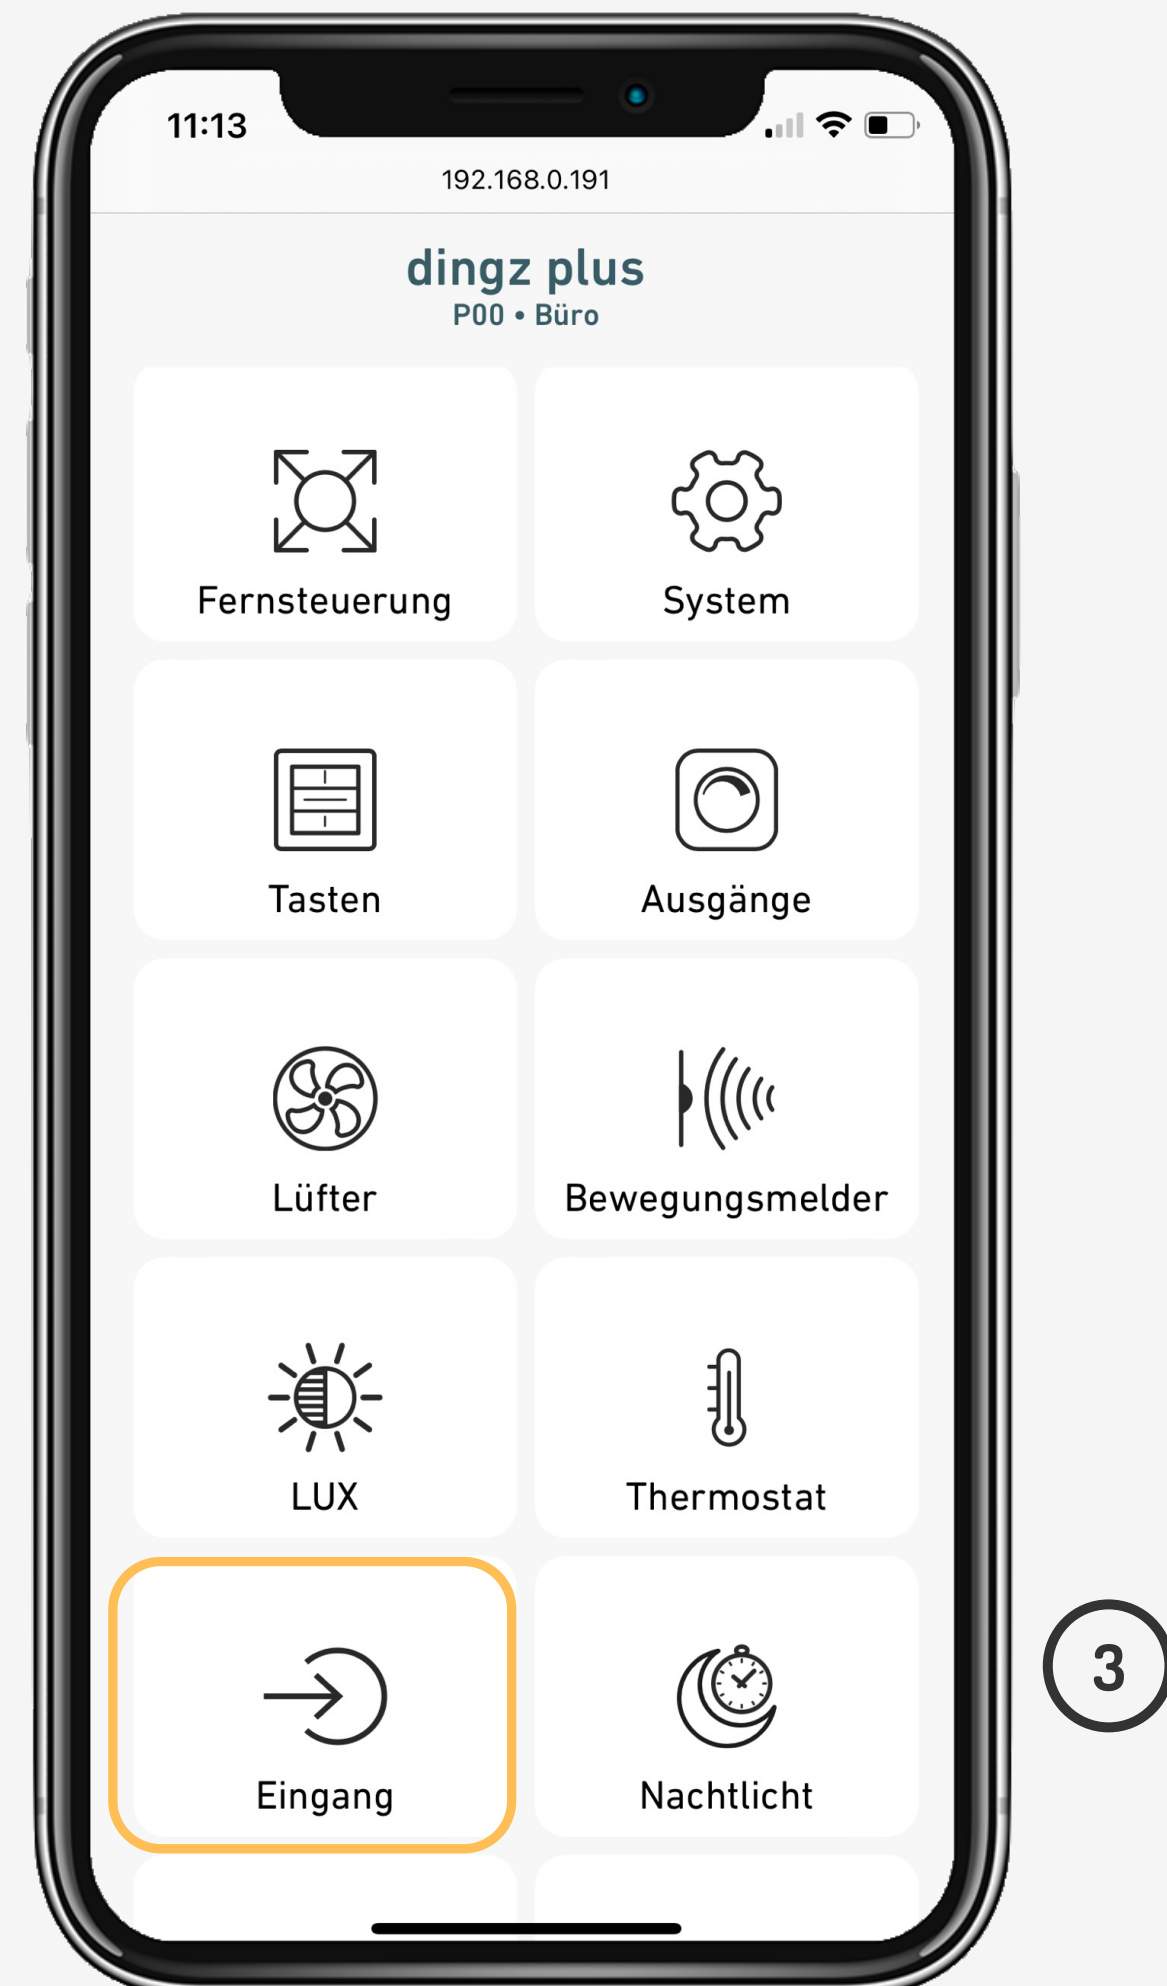 11:13
192.168.0.191
dingz plus
P00 • Büro
Fernsteuerung
System
Tasten
Ausgänge
Lüfter
Bewegungsmelder
LUX
Thermostat
Eingang
Nachtlicht
3